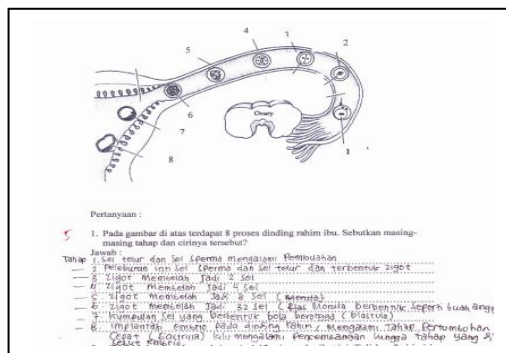 4
3
2
5
6
7
8
Ovary
1
Pertanyaan :
5
1. Pada gambar di atas terdapat 8 proses dinding rahim ibu. Sebutkan masing-
masing tahap dan cirinya tersebut?
Jawab :
Tahap 1. Sel telur dan sel sperma mengalami Pembuahan
2 Peleburan inti sel sperma dan sel telur dan terbentuk zigot
3 zigot membelah Jadi 2 sel
4 zigot membelah Jadi 4 sel
5 zigot membelah Jadi 8 sel (Morula)
6 zigot membelah Jadi 32 sel Morula berbentuk seperti buah
7 Kumpulan sel yang berbentuk bola berongga (blastula)
8. Implantasi embrio pada dinding rahim, mengalami Tahap Pertumbuhan
Cepat (Gastrula) lalu mengalami Perkembangan hingga tahap yang
sebut Embrio